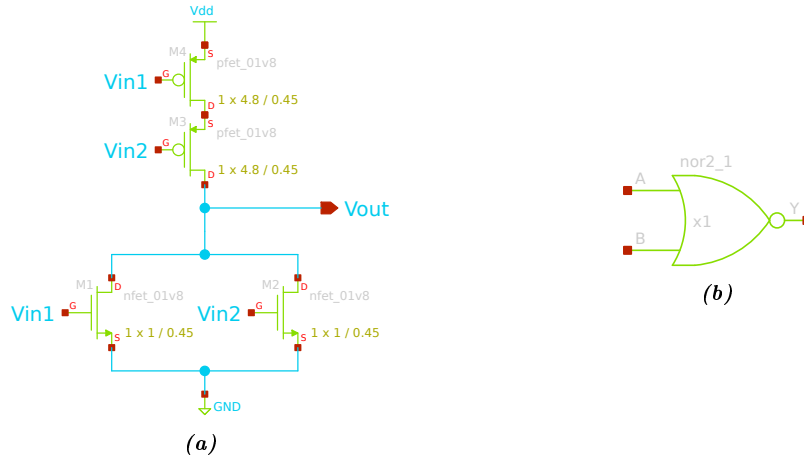 Vdd
M4
S
pfet_01v8
Vin1
G
D
1 x 4.8 / 0.45
M3
S
pfet_01v8
Vin2
G
D
1 x 4.8 / 0.45
Vout
M1
D
nfet_01v8
Vin1
G
S
1 x 1 / 0.45
M2
D
nfet_01v8
Vin2
G
S
1 x 1 / 0.45
GND
(a)
nor2_1
A
x1
Y
B
(b)